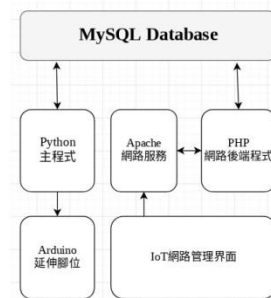 MySQL Database
Python
主程式
Apache
網路服務
PHP
網路後端程式
Arduino
延伸腳位
IoT網路管理界面